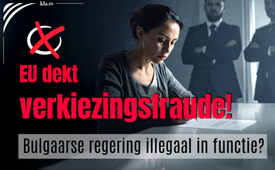 kla.tv
EU dekt
verkiezingsfraude!
Bulgaarse regering illegaal in functie?